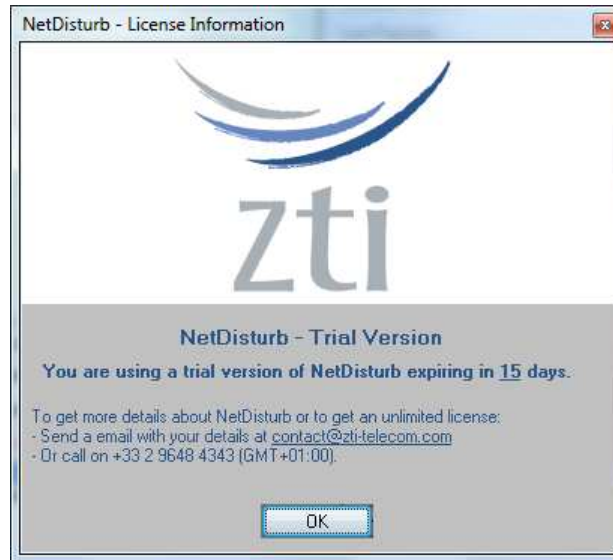 NetDisturb - License Information
zti
NetDisturb - Trial Version
You are using a trial version of NetDisturb expiring in 15 days.
To get more details about NetDisturb or to get an unlimited license:
- Send a email with your details at contact@zti-telecom.com
- Or call on +33 2 9648 4343 (GMT+01:00).
OK